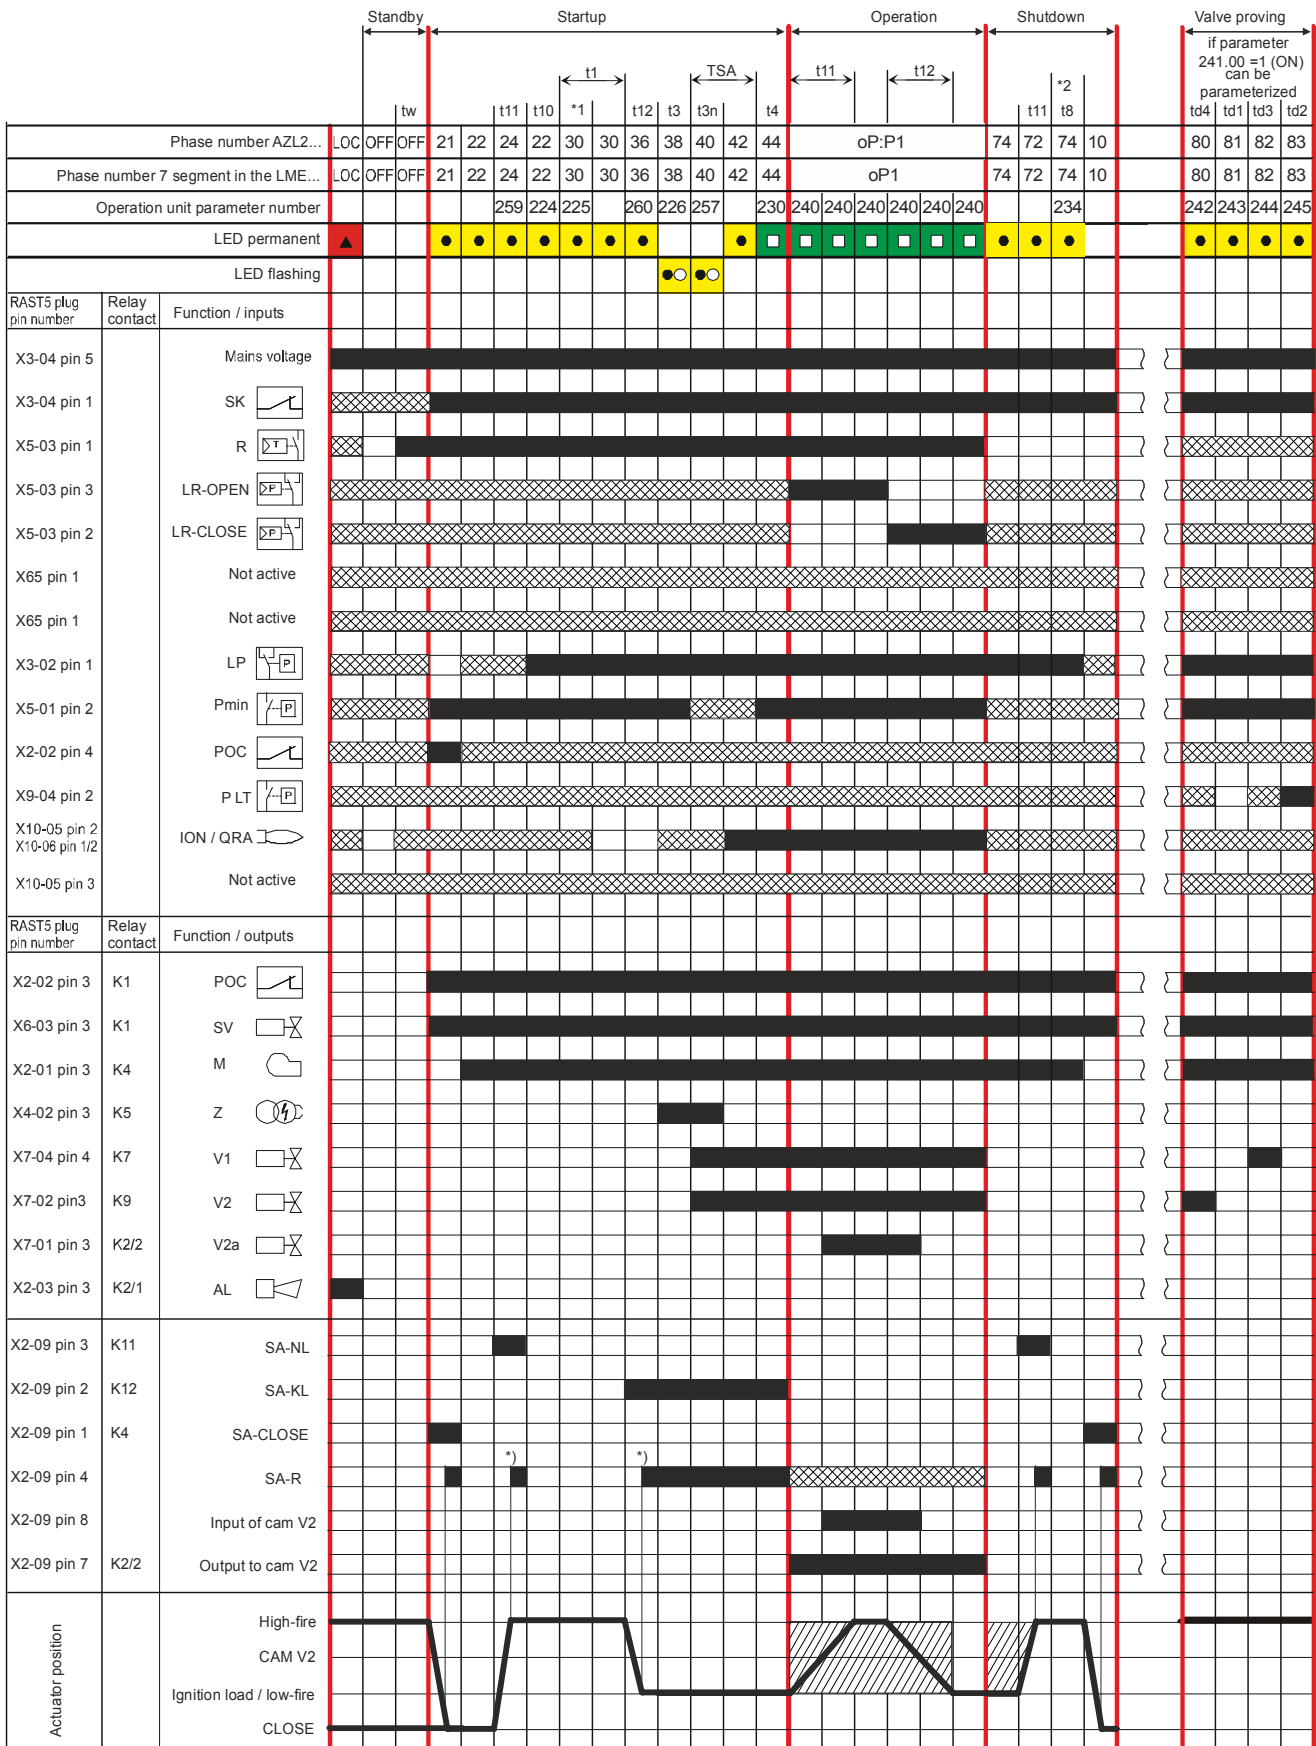 Standby Startup Operation Shutdown Valve proving
if parameter
241.00 =1 (ON)
can be
parameterized
t1 TSA t11 t12 *2
tw t11 t10 *1 t12 t3 t3n t4 t11 t8 td4 td1 td3 td2
Phase number AZL2... LOC OFF OFF 21 22 24 22 30 30 36 38 40 42 44 oP:P1 74 72 74 10 80 81 82 83
Phase number 7 segment in the LME... LOC OFF OFF 21 22 24 22 30 30 36 38 40 42 44 oP1 74 72 74 10 80 81 82 83
Operation unit parameter number 259 224 225 260 226 257 230 240 240 240 240 240 240 234 242 243 244 245
LED permanent
LED flashing
RAST5 plug pin number Relay contact Function / inputs
X3-04 pin 5 Mains voltage
X3-04 pin 1 SK
X5-03 pin 1 R T
X5-03 pin 3 LR-OPEN P
X5-03 pin 2 LR-CLOSE P
X65 pin 1 Not active
X65 pin 1 Not active
X3-02 pin 1 LP P
X5-01 pin 2 Pmin P
X2-02 pin 4 POC
X9-04 pin 2 P LT P
X10-05 pin 2
X10-06 pin 1/2 ION / QRA
X10-05 pin 3 Not active
RAST5 plug pin number Relay contact Function / outputs
X2-02 pin 3 K1 POC
X6-03 pin 3 K1 SV
X2-01 pin 3 K4 M
X4-02 pin 3 K5 Z
X7-04 pin 4 K7 V1
X7-02 pin3 K9 V2
X7-01 pin 3 K2/2 V2a
X2-03 pin 3 K2/1 AL
X2-09 pin 3 K11 SA-NL
X2-09 pin 2 K12 SA-KL
X2-09 pin 1 K4 SA-CLOSE
*) *)
X2-09 pin 4 SA-R
X2-09 pin 8 Input of cam V2
X2-09 pin 7 K2/2 Output to cam V2
Actuator position
High-fire
CAM V2
Ignition load / low-fire
CLOSE